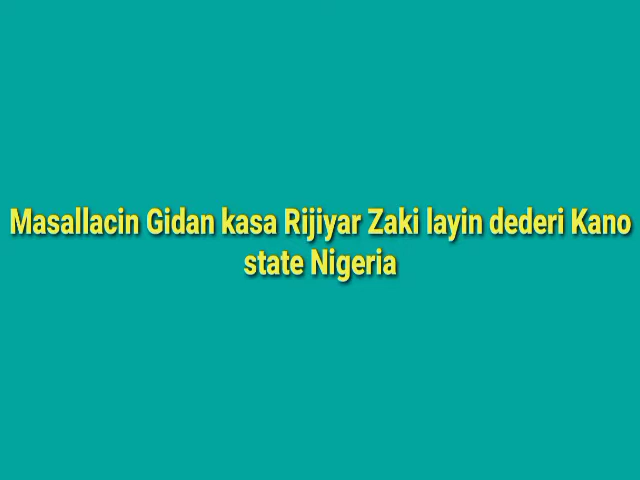 Masallacin Gidan kasa Rijiyar Zaki layin dederi Kano
state Nigeria